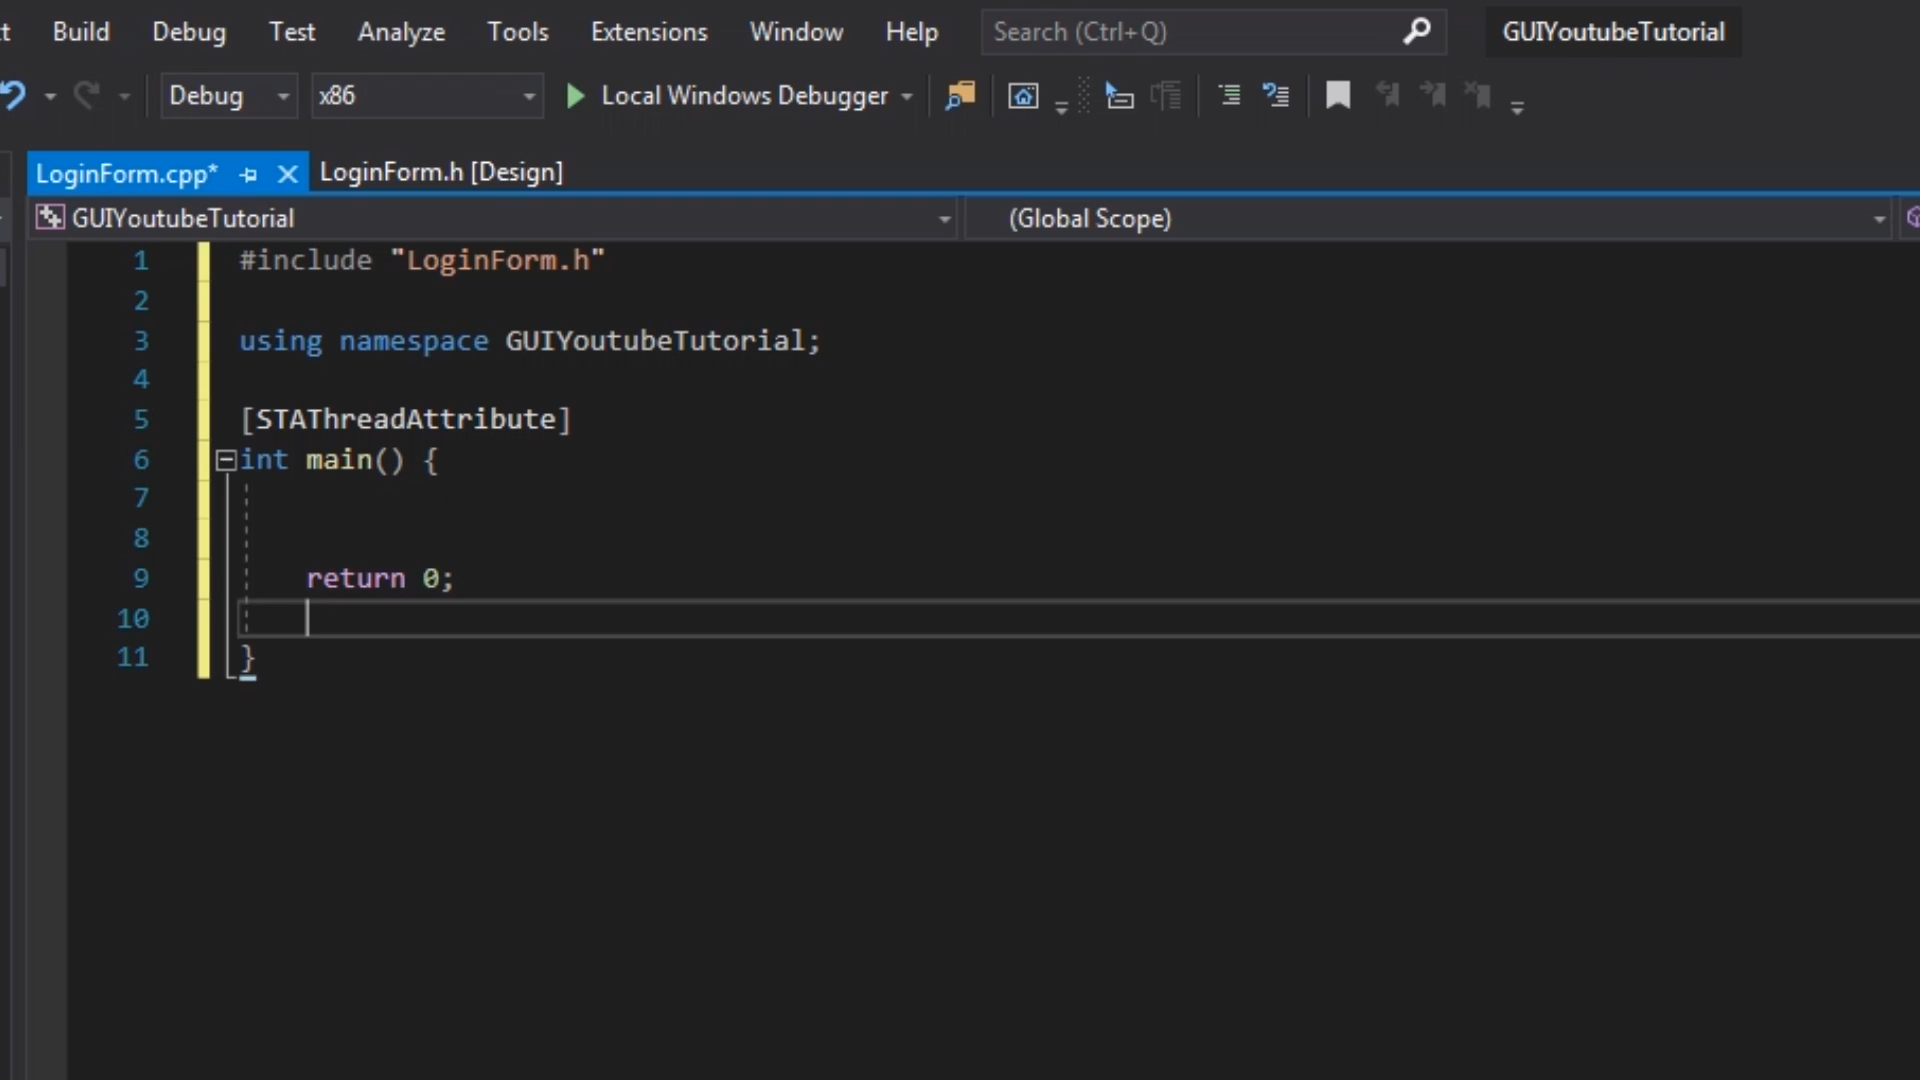 t Build Debug Test Analyze Tools Extensions Window Help Search (Ctrl+Q) GUIYoutubeTutorial
Debug x86 Local Windows Debugger
LoginForm.cpp* LoginForm.h [Design]
GUIYoutubeTutorial (Global Scope)
1 #include "LoginForm.h"
2
3 using namespace GUIYoutubeTutorial;
4
5 [STAThreadAttribute]
6 int main() {
7
8
9 return 0;
10
11 }